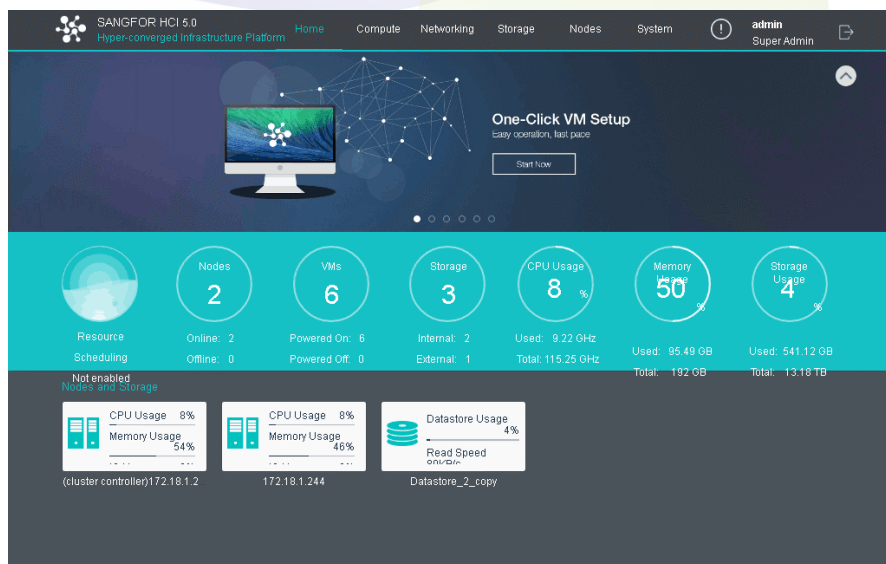 SANGFOR HCI 5.0
Hyper-converged Infrastructure Platform
Home Compute Networking Storage Nodes System
admin
Super Admin
One-Click VM Setup
Easy operation, fast pace
Start Now
Resource
Scheduling
Not enabled
Nodes
2
Online: 2
Offline: 0
VMs
6
Powered On: 6
Powered Off: 0
Storage
3
Internal: 2
External: 1
CPU Usage
8 %
Used: 9.22 GHz
Total: 115.25 GHz
Memory
Usage
50 %
Used: 95.49 GB
Total: 192 GB
Storage
Usage
4 %
Used: 541.12 GB
Total: 13.18 TB
Nodes and Storage
CPU Usage 8%
Memory Usage
54%
(cluster controller)172.18.1.2
CPU Usage 8%
Memory Usage
46%
172.18.1.244
Datastore Usage
4%
Read Speed
Datastore_2_copy